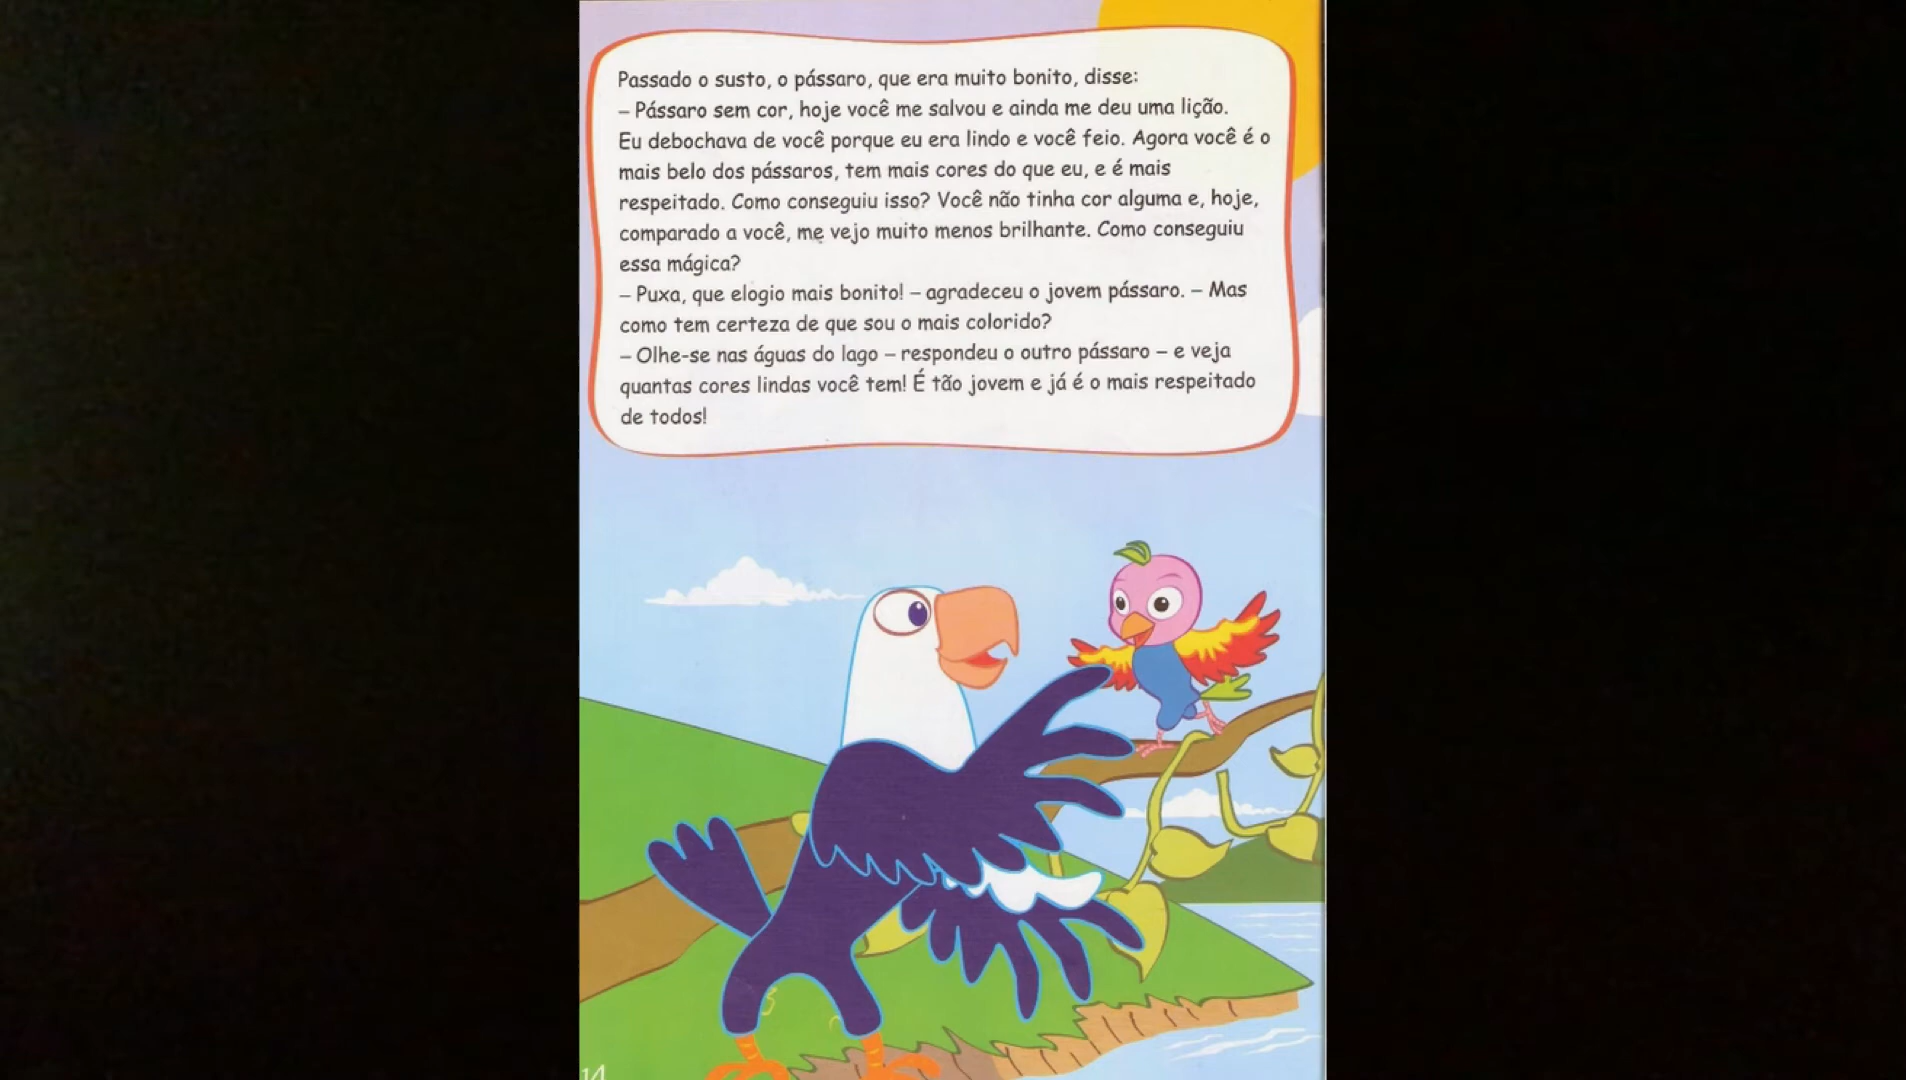 Passado o susto, o pássaro, que era muito bonito, disse:
– Pássaro sem cor, hoje você me salvou e ainda me deu uma lição.
Eu debochava de você porque eu era lindo e você feio. Agora você é o
mais belo dos pássaros, tem mais cores do que eu, e é mais
respeitado. Como conseguiu isso? Você não tinha cor alguma e, hoje,
comparado a você, me vejo muito menos brilhante. Como conseguiu
essa mágica?
– Puxa, que elogio mais bonito! – agradeceu o jovem pássaro. – Mas
como tem certeza de que sou o mais colorido?
– Olhe-se nas águas do lago – respondeu o outro pássaro – e veja
quantas cores lindas você tem! É tão jovem e já é o mais respeitado
de todos!
14